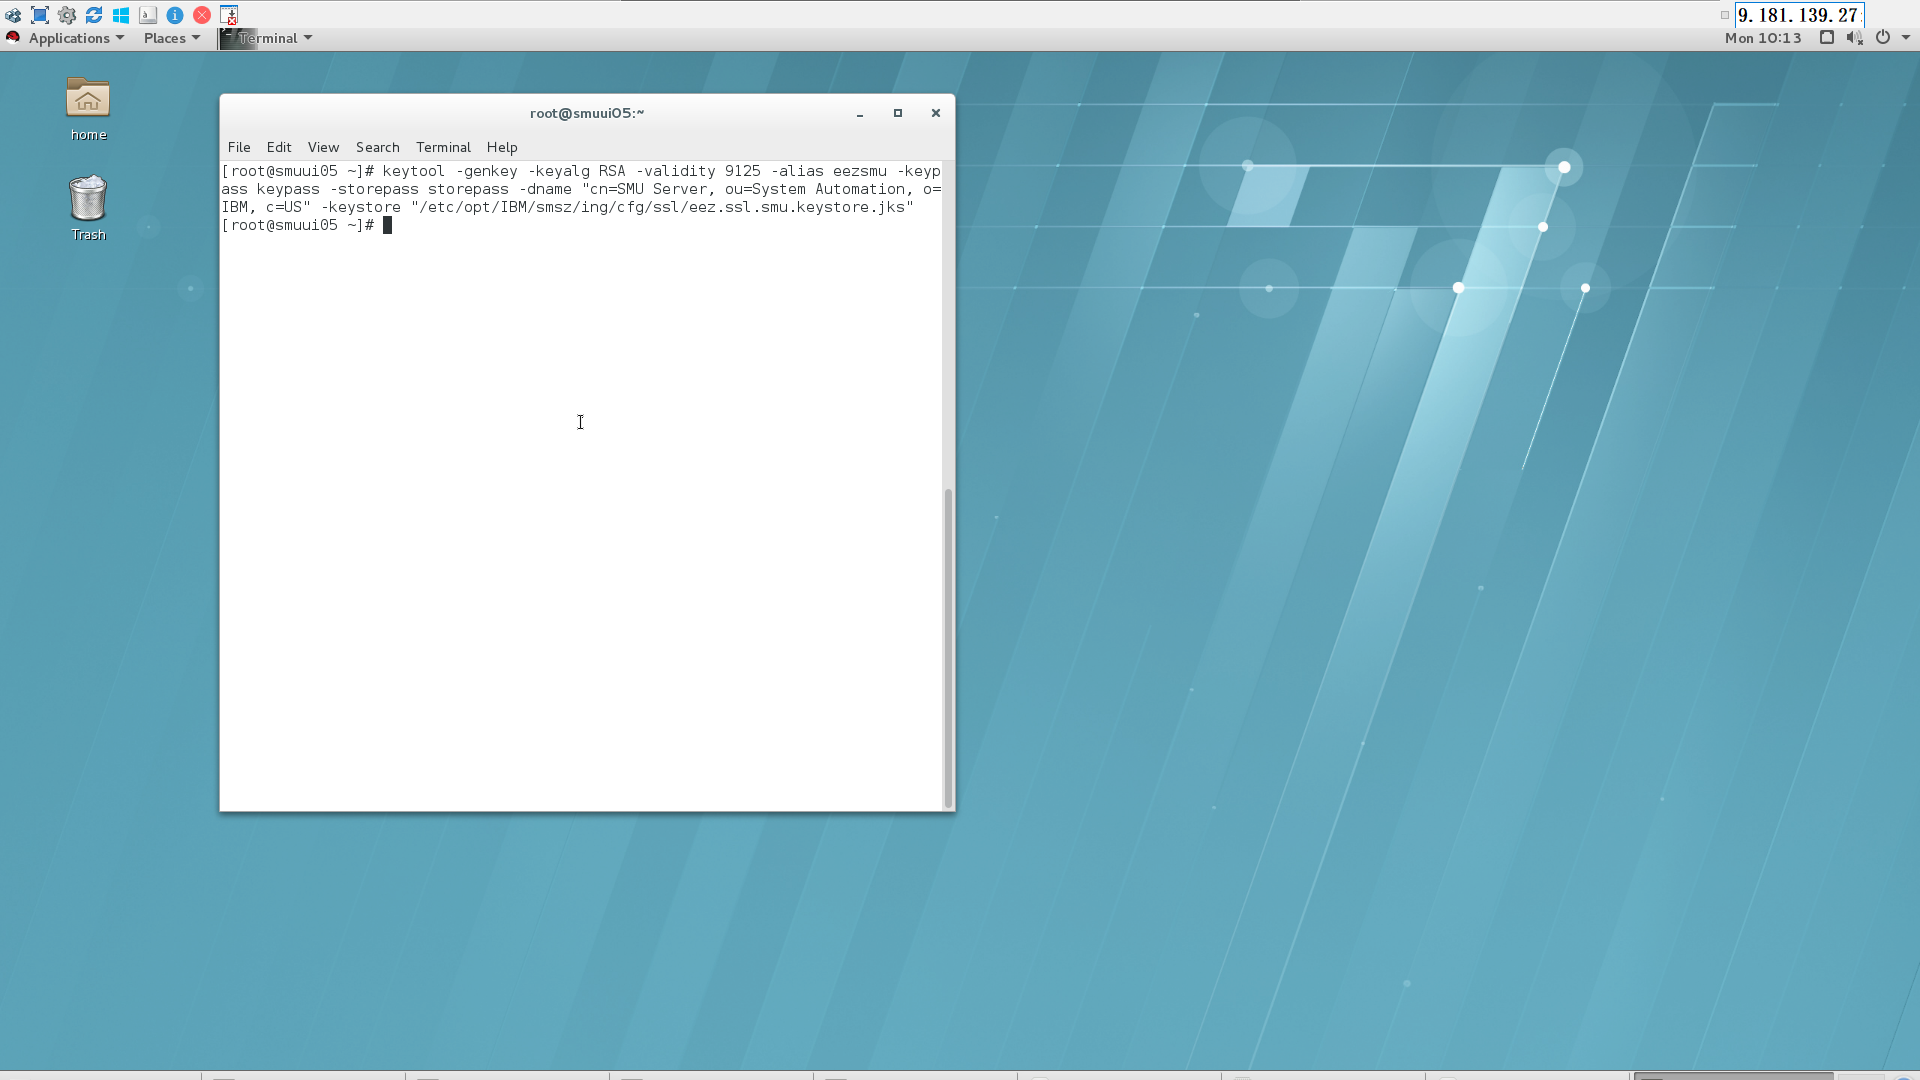 9.181.139.27:
Applications Places Terminal Mon 10:13
home
Trash
root@smuui05:~
File Edit View Search Terminal Help
[root@smuui05 ~]# keytool -genkey -keyalg RSA -validity 9125 -alias eezsmu -keyp
ass keypass -storepass storepass -dname "cn=SMU Server, ou=System Automation, o=
IBM, c=US" -keystore "/etc/opt/IBM/smsz/ing/cfg/ssl/eez.ssl.smu.keystore.jks"
[root@smuui05 ~]#